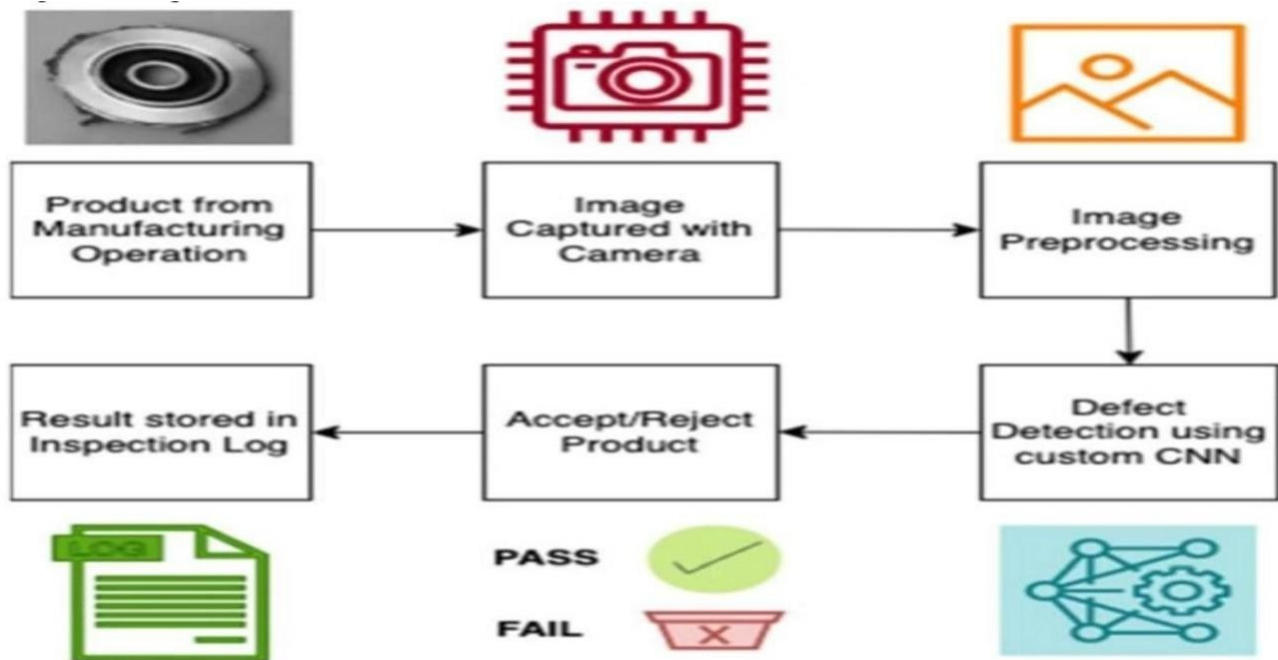 Product from
Manufacturing
Operation
Image
Captured with
Camera
Image
Preprocessing
Defect
Detection using
custom CNN
Accept/Reject
Product
Result stored in
Inspection Log
LOG
PASS
FAIL